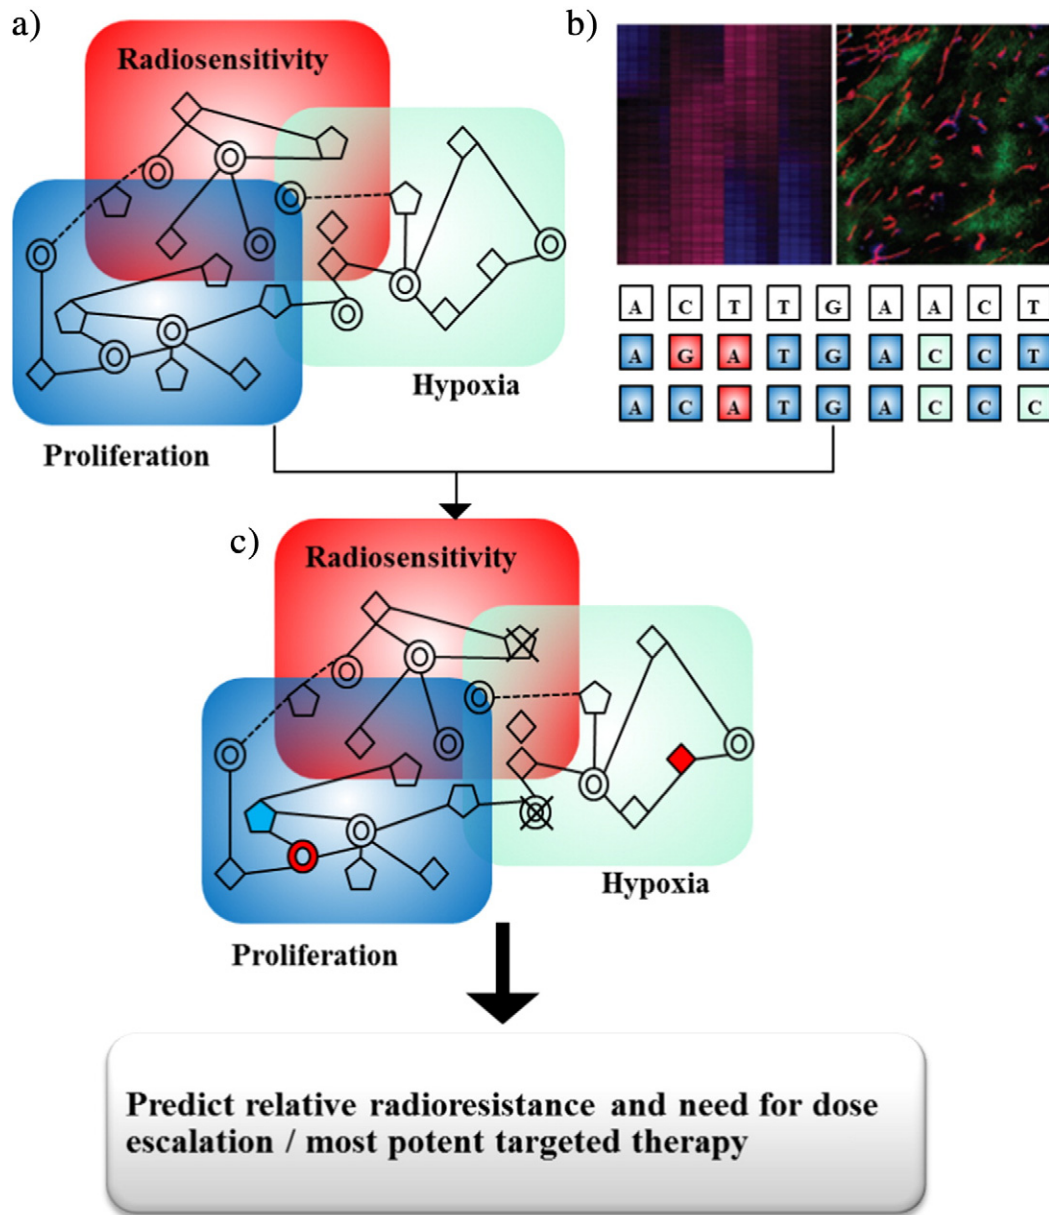 a)
Radiosensitivity
Hypoxia
Proliferation
b)
A C T T G A A C T
A G A T G A C C T
A C A T G A C C C
c)
Radiosensitivity
Hypoxia
Proliferation
Predict relative radioresistance and need for dose
escalation / most potent targeted therapy